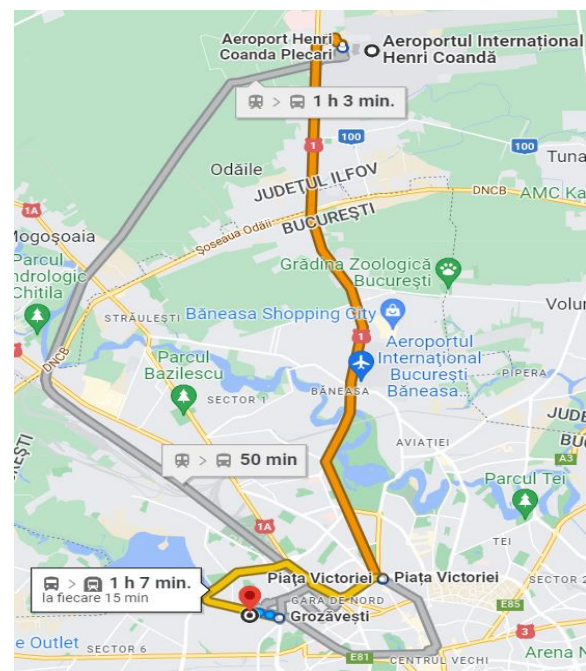 Aeroport Henri
Coanda Plecari
Aeroportul Internațional
Henri Coandă
1 h 3 min.
1
100
100
Tuna
Odăile
JUDEȚUL ILFOV
BUCUREȘTI
DNCB
AMC Ka
1A
Mogoșoaia
Șoseaua Odăii
Parcul
ndrologic
Chitila
Grădina Zoologică
București
STRĂULEȘTI
Băneasa Shopping City
Volur
DNCB
1
Parcul
Bazilescu
Aeroportul
Internațional
București
Băneasa...
PIPERA
SECTOR 1
BĂNEASA
JUDE
BU
REȘTI
AVIAȚIEI
A3
50 min
Parcul Tei
1A
TEI
1 h 7 min.
la fiecare 15 min
Piața Victoriei
Piața Victoriei
SECTOR 2
GARA DE NORD
Grozăvești
E85
3
e Outlet
SECTOR 6
E81
CENTRUL VECHI
Arena N